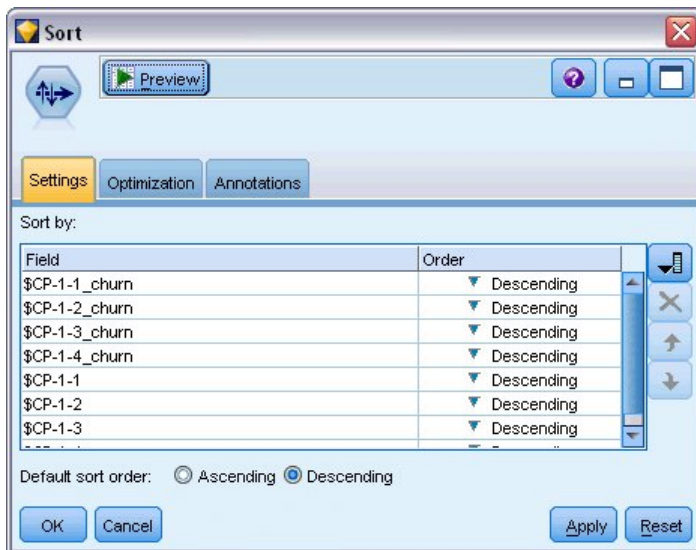 Sort
Preview
Settings Optimization Annotations
Sort by:
Field Order
$CP-1-1_churn Descending
$CP-1-2_churn Descending
$CP-1-3_churn Descending
$CP-1-4_churn Descending
$CP-1-1 Descending
$CP-1-2 Descending
$CP-1-3 Descending
Default sort order: Ascending Descending
OK Cancel Apply Reset